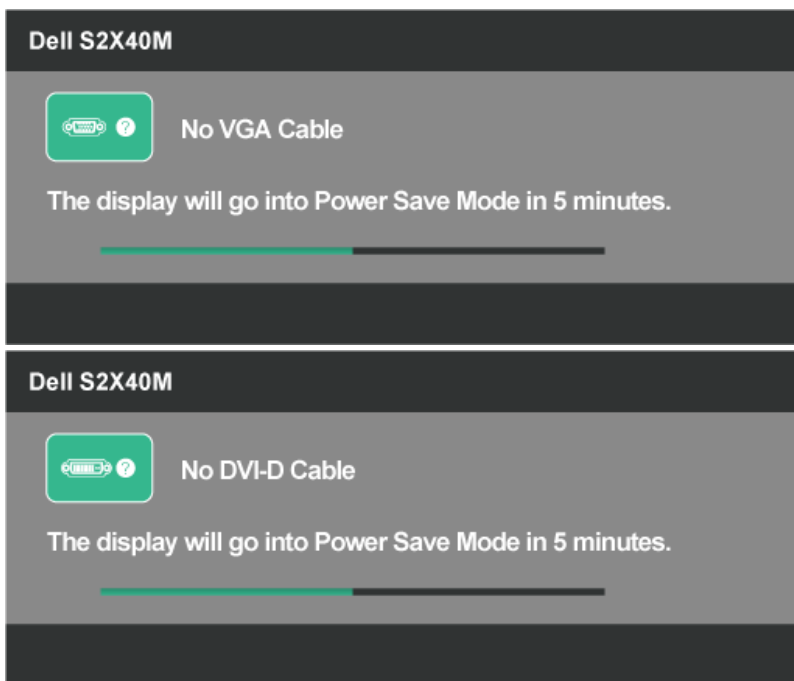 Dell S2X40M
No VGA Cable
The display will go into Power Save Mode in 5 minutes.
Dell S2X40M
No DVI-D Cable
The display will go into Power Save Mode in 5 minutes.